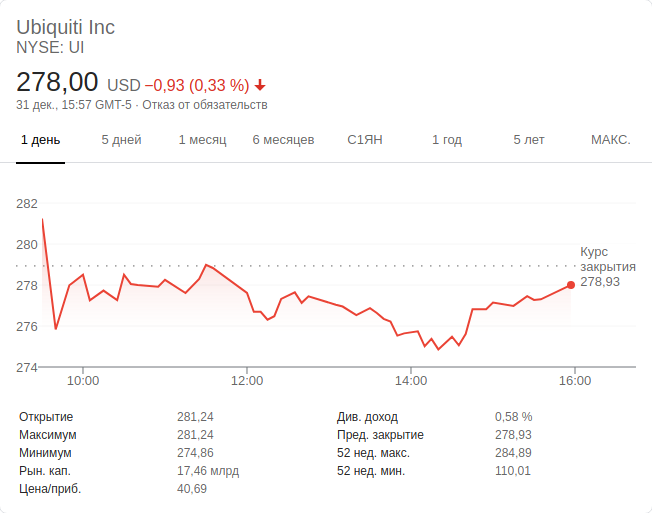 Ubiquiti Inc
NYSE: UI
278,00 USD −0,93 (0,33 %)
31 дек., 15:57 GMT-5 · Отказ от обязательств
1 день 5 дней 1 месяц 6 месяцев С1ЯН 1 год 5 лет МАКС.
282
280
Курс
закрытия
278,93
278
276
274
10:00 12:00 14:00 16:00
Открытие 281,24 Див. доход 0,58 %
Максимум 281,24 Пред. закрытие 278,93
Минимум 274,86 52 нед. макс. 284,89
Рын. кап. 17,46 млрд 52 нед. мин. 110,01
Цена/приб. 40,69